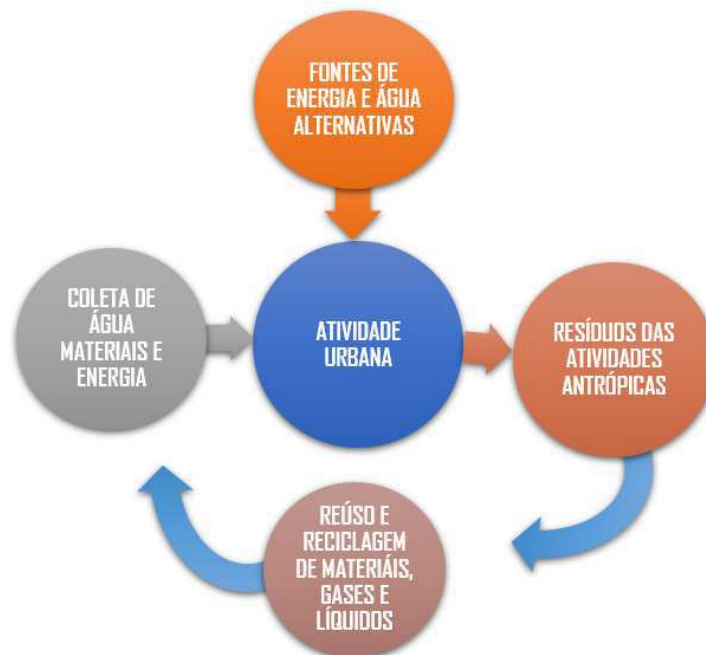 FONTES DE
ENERGIA E ÁGUA
ALTERNATIVAS
COLETA DE
ÁGUA
MATERIAIS E
ENERGIA
ATIVIDADE
URBANA
RESÍDUOS DAS
ATIVIDADES
ANTRÓPICAS
REÚSO E
RECICLAGEM
DE MATERIÁIS,
GASES E
LÍQUIDOS